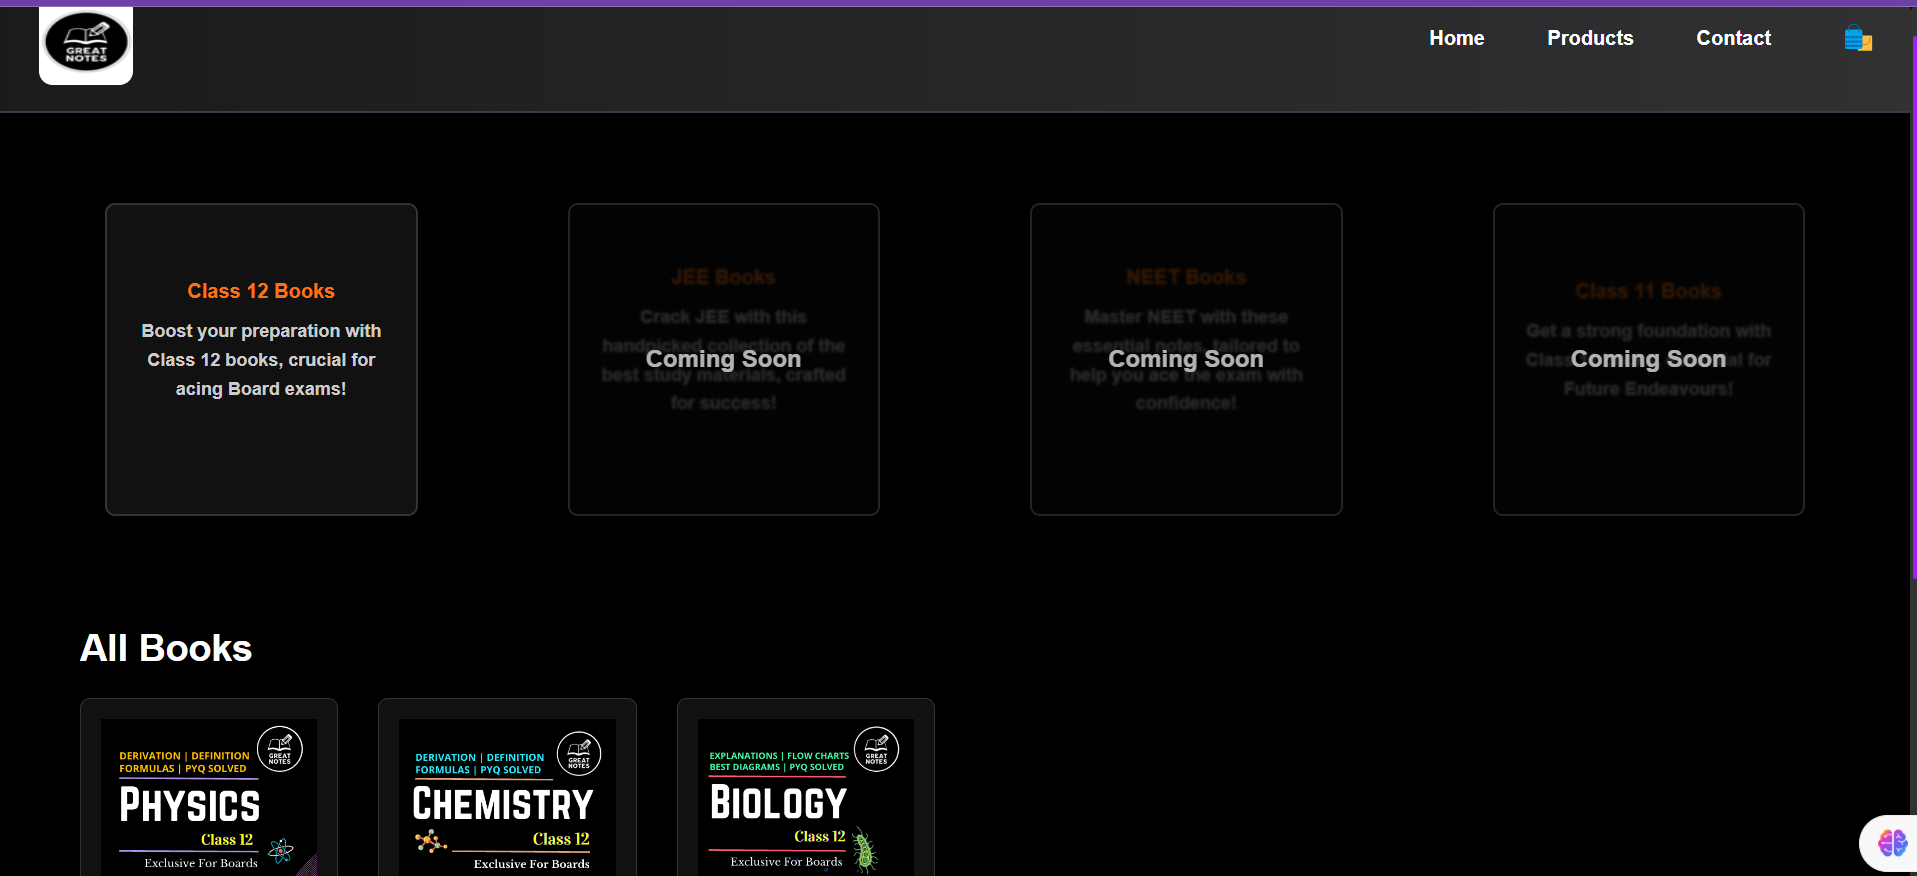 GREAT
NOTES
Home
Products
Contact
Class 12 Books
Boost your preparation with
Class 12 books, crucial for
acing Board exams!
JEE Books
Crack JEE with this
handpicked collection of the
Coming Soon
best study materials, crafted
for success!
NEET Books
Master NEET with these
essential notes, tailored to
Coming Soon
help you ace the exam with
confidence!
Class 11 Books
Get a strong foundation with
Coming Soon
for
Future Endeavours!
All Books
GREAT
NOTES
DERIVATION | DEFINITION
FORMULAS | PYQ SOLVED
PHYSICS
Class 12
Exclusive For Boards
GREAT
NOTES
DERIVATION | DEFINITION
FORMULAS | PYQ SOLVED
CHEMISTRY
Class 12
Exclusive For Boards
GREAT
NOTES
EXPLANATIONS | FLOW CHARTS
BEST DIAGRAMS | PYQ SOLVED
BIOLOGY
Class 12
Exclusive For Boards